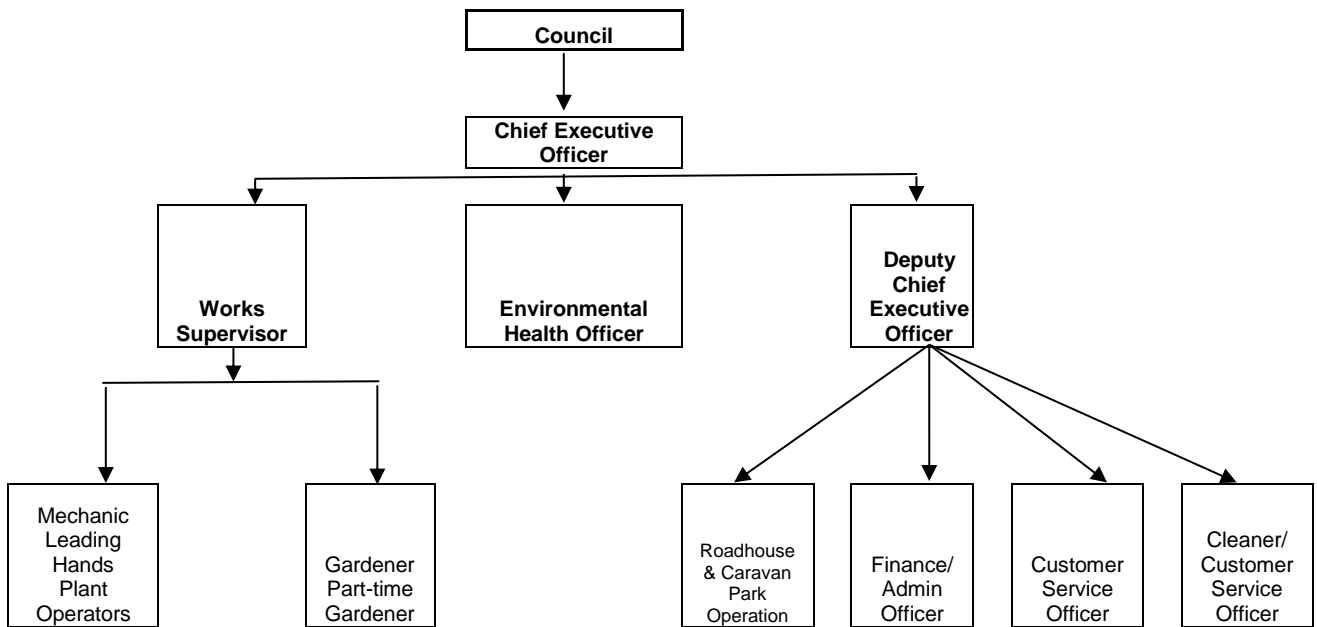 Council
Chief Executive
Officer
Works
Supervisor
Environmental
Health Officer
Deputy
Chief
Executive
Officer
Mechanic
Leading
Hands
Plant
Operators
Gardener
Part-time
Gardener
Roadhouse
& Caravan
Park
Operation
Finance/
Admin
Officer
Customer
Service
Officer
Cleaner/
Customer
Service
Officer